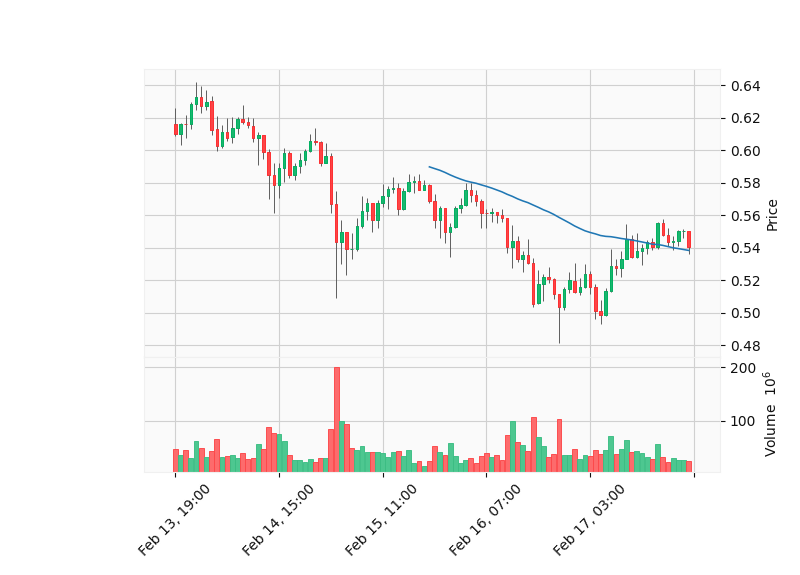 0.64
0.62
0.60
0.58
0.56
0.54
0.52
0.50
0.48
Price
200
100
Volume 10⁶
Feb 13, 19:00
Feb 14, 15:00
Feb 15, 11:00
Feb 16, 07:00
Feb 17, 03:00